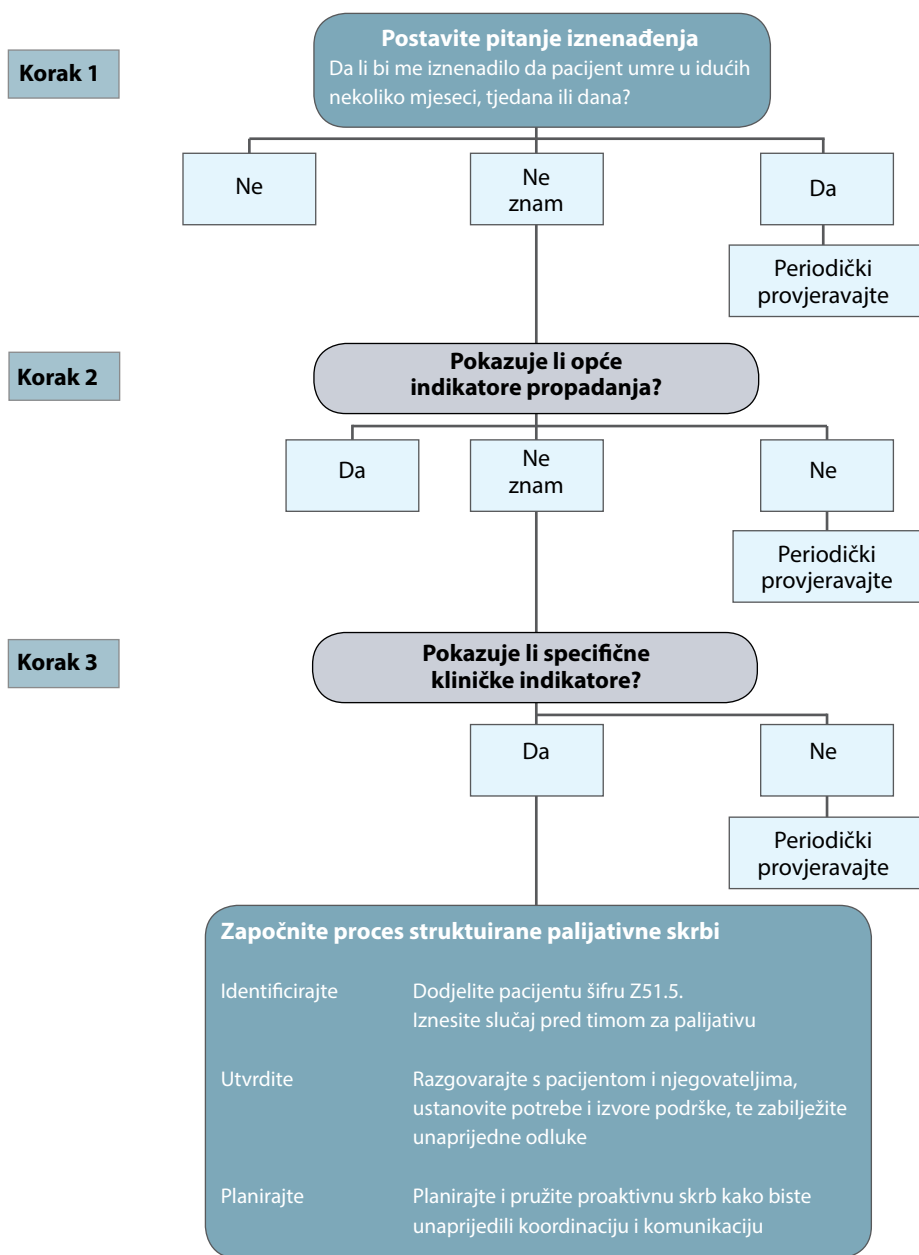 Korak 1
Postavite pitanje iznenađenja
Da li bi me iznenadilo da pacijent umre u idućih
nekoliko mjeseci, tjedana ili dana?
Ne
Ne
znam
Da
Periodički
provjeravajte
Korak 2
Pokazuje li opće
indikatore propadanja?
Da
Ne
znam
Ne
Periodički
provjeravajte
Korak 3
Pokazuje li specifične
kliničke indikatore?
Da
Ne
Periodički
provjeravajte
Započnite proces struktuirane palijativne skrbi
Identificirajte
Dodjelite pacijentu šifru Z51.5.
Iznesite slučaj pred timom za palijativu
Utvrdite
Razgovarajte s pacijentom i njegovateljima,
ustanovite potrebe i izvore podrške, te zabilježite
unaprijedne odluke
Planirajte
Planirajte i pružite proaktivnu skrb kako biste
unaprijedili koordinaciju i komunikaciju